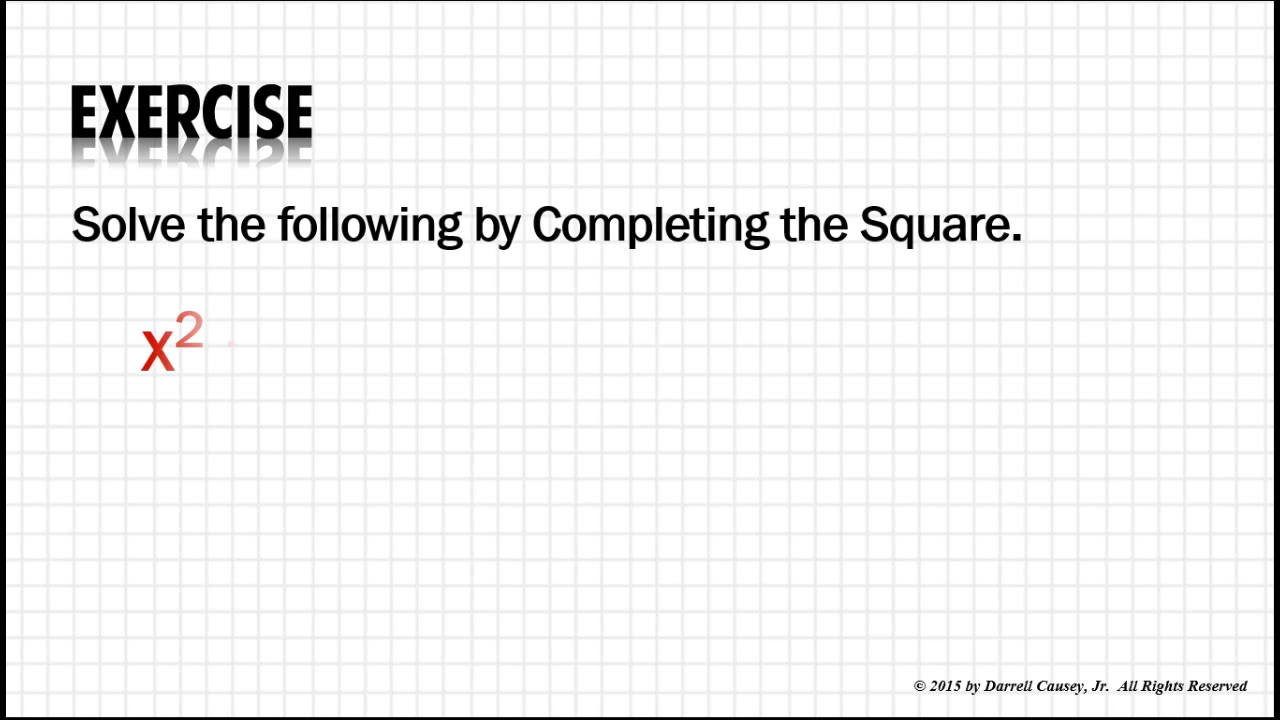 EXERCISE
Solve the following by Completing the Square.
x²
© 2015 by Darrell Causey, Jr. All Rights Reserved